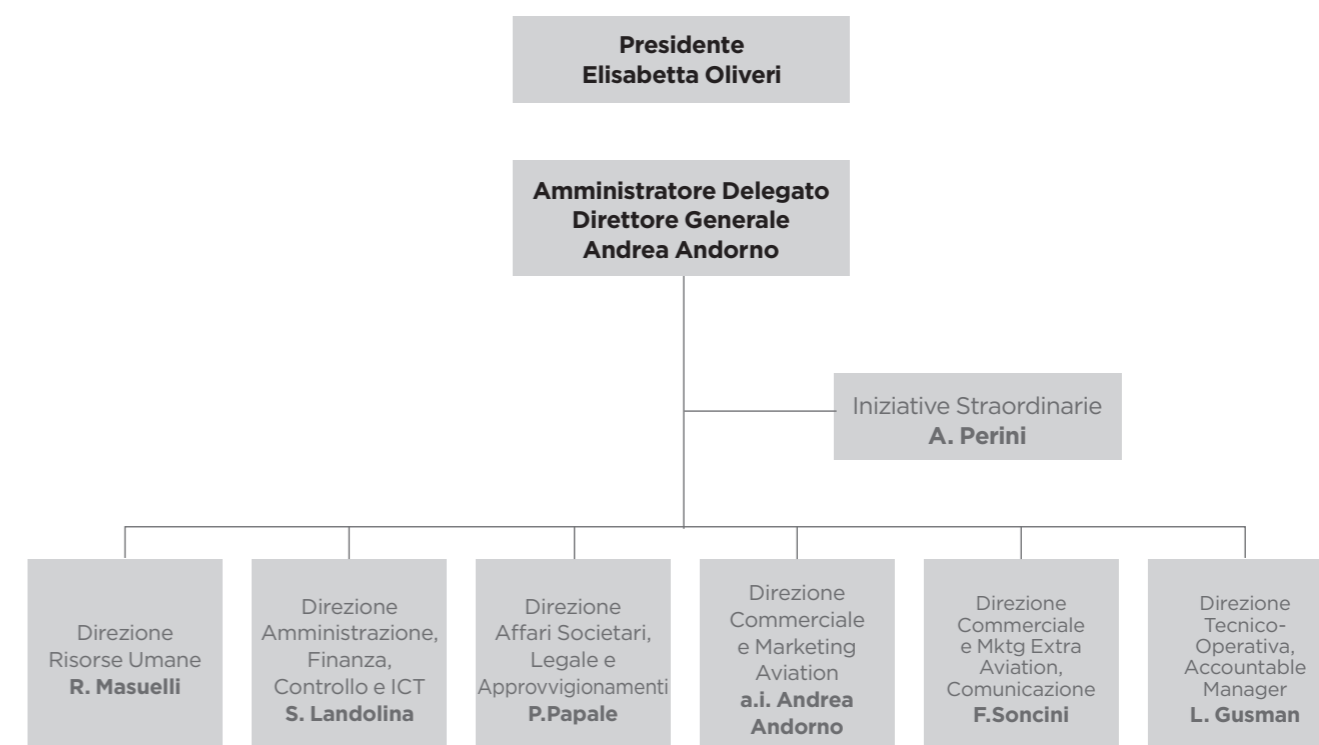 Presidente
Elisabetta Oliveri
Amministratore Delegato
Direttore Generale
Andrea Andorno
Iniziative Straordinarie
A. Perini
Direzione
Risorse Umane
R. Masuelli
Direzione
Amministrazione,
Finanza,
Controllo e ICT
S. Landolina
Direzione
Affari Societari,
Legale e
Approvvigionamenti
P.Papale
Direzione
Commerciale
e Marketing
Aviation
a.i. Andrea
Andorno
Direzione
Commerciale
e Mktg Extra
Aviation,
Comunicazione
F.Soncini
Direzione
Tecnico-
Operativa,
Accountable
Manager
L. Gusman